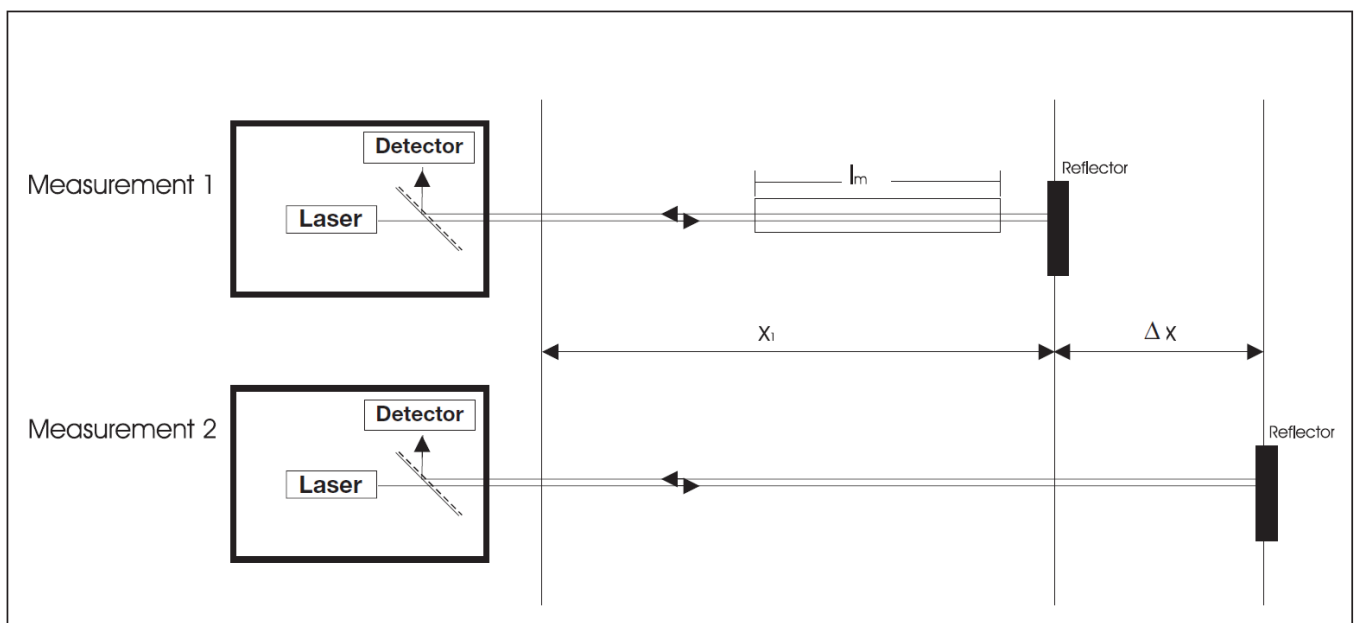 Detector
Measurement 1
Laser
lm
Reflector
X1
Δ X
Detector
Measurement 2
Laser
Reflector